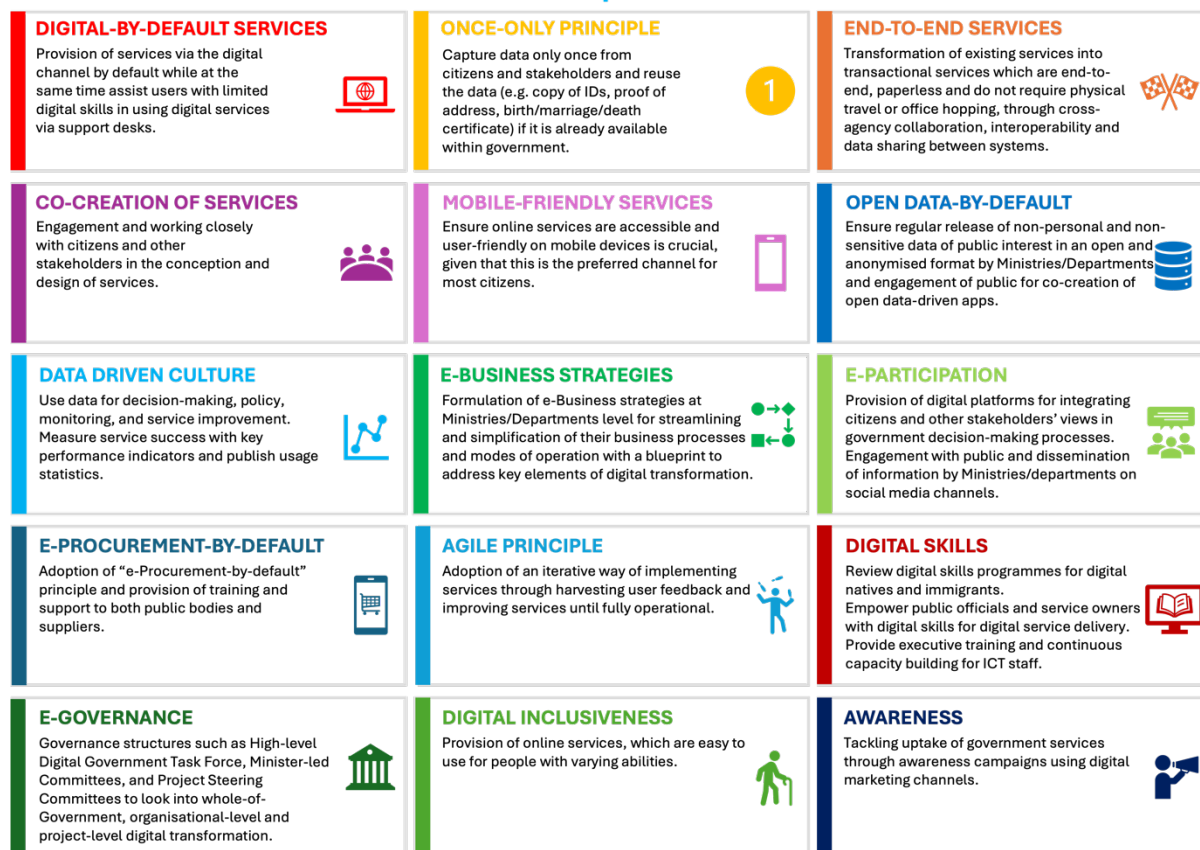 DIGITAL-BY-DEFAULT SERVICES
Provision of services via the digital
channel by default while at the
same time assist users with limited
digital skills in using digital services
via support desks.
ONCE-ONLY PRINCIPLE
Capture data only once from
citizens and stakeholders and reuse
the data (e.g. copy of IDs, proof of
address, birth/marriage/death
certificate) if it is already available
within government.
1
END-TO-END SERVICES
Transformation of existing services into
transactional services which are end-to-
end, paperless and do not require physical
travel or office hopping, through cross-
agency collaboration, interoperability and
data sharing between systems.
CO-CREATION OF SERVICES
Engagement and working closely
with citizens and other
stakeholders in the conception and
design of services.
MOBILE-FRIENDLY SERVICES
Ensure online services are accessible and
user-friendly on mobile devices is crucial,
given that this is the preferred channel for
most citizens.
OPEN DATA-BY-DEFAULT
Ensure regular release of non-personal and non-
sensitive data of public interest in an open and
anonymised format by Ministries/Departments
and engagement of public for co-creation of
open data-driven apps.
DATA DRIVEN CULTURE
Use data for decision-making, policy,
monitoring, and service improvement.
Measure service success with key
performance indicators and publish usage
statistics.
E-BUSINESS STRATEGIES
Formulation of e-Business strategies at
Ministries/Departments level for streamlining
and simplification of their business processes
and modes of operation with a blueprint to
address key elements of digital transformation.
E-PARTICIPATION
Provision of digital platforms for integrating
citizens and other stakeholders' views in
government decision-making processes.
Engagement with public and dissemination
of information by Ministries/departments on
social media channels.
E-PROCUREMENT-BY-DEFAULT
Adoption of “e-Procurement-by-default”
principle and provision of training and
support to both public bodies and
suppliers.
AGILE PRINCIPLE
Adoption of an iterative way of implementing
services through harvesting user feedback and
improving services until fully operational.
DIGITAL SKILLS
Review digital skills programmes for digital
natives and immigrants.
Empower public officials and service owners
with digital skills for digital service delivery.
Provide executive training and continuous
capacity building for ICT staff.
E-GOVERNANCE
Governance structures such as High-level
Digital Government Task Force, Minister-led
Committees, and Project Steering
Committees to look into whole-of-
Government, organisational-level and
project-level digital transformation.
DIGITAL INCLUSIVENESS
Provision of online services, which are easy to
use for people with varying abilities.
AWARENESS
Tackling uptake of government services
through awareness campaigns using digital
marketing channels.